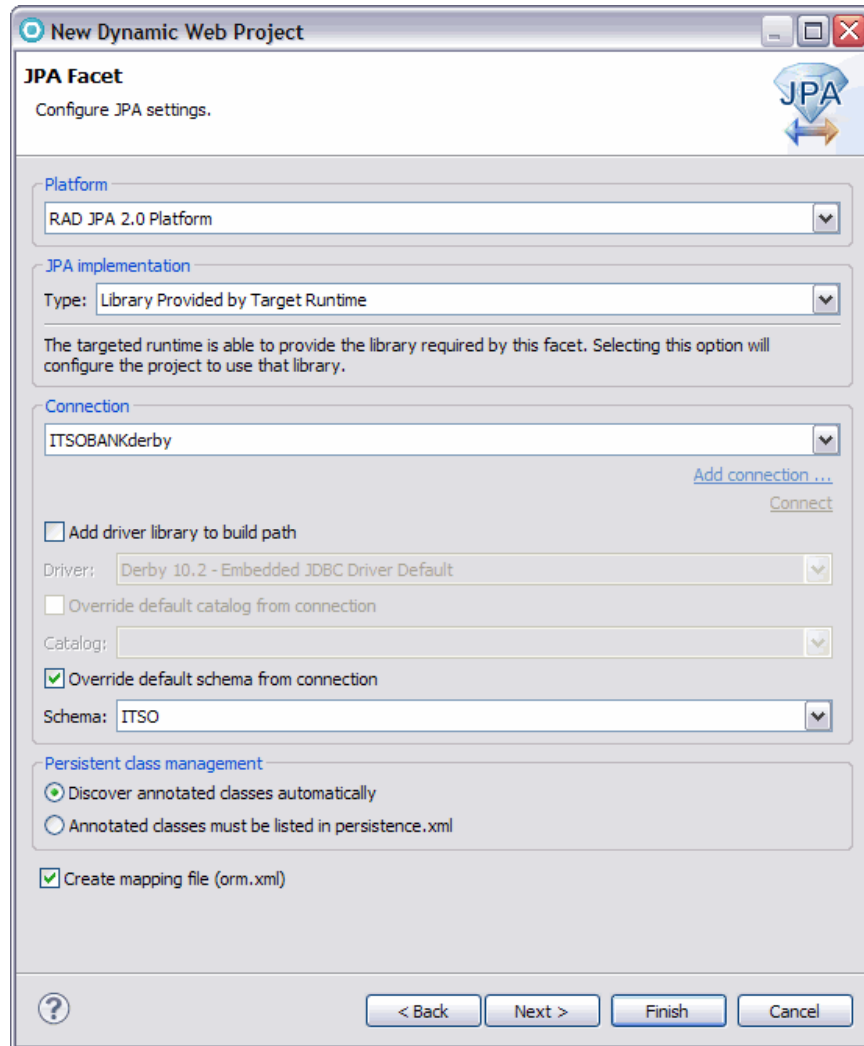 New Dynamic Web Project
JPA Facet
Configure JPA settings.
JPA
Platform
RAD JPA 2.0 Platform
JPA implementation
Type: Library Provided by Target Runtime
The targeted runtime is able to provide the library required by this facet. Selecting this option will
configure the project to use that library.
Connection
ITSOBANKderby
Add connection ...
Connect
Add driver library to build path
Driver: Derby 10.2 - Embedded JDBC Driver Default
Override default catalog from connection
Catalog:
Override default schema from connection
Schema: ITSO
Persistent class management
Discover annotated classes automatically
Annotated classes must be listed in persistence.xml
Create mapping file (orm.xml)
? < Back Next > Finish Cancel